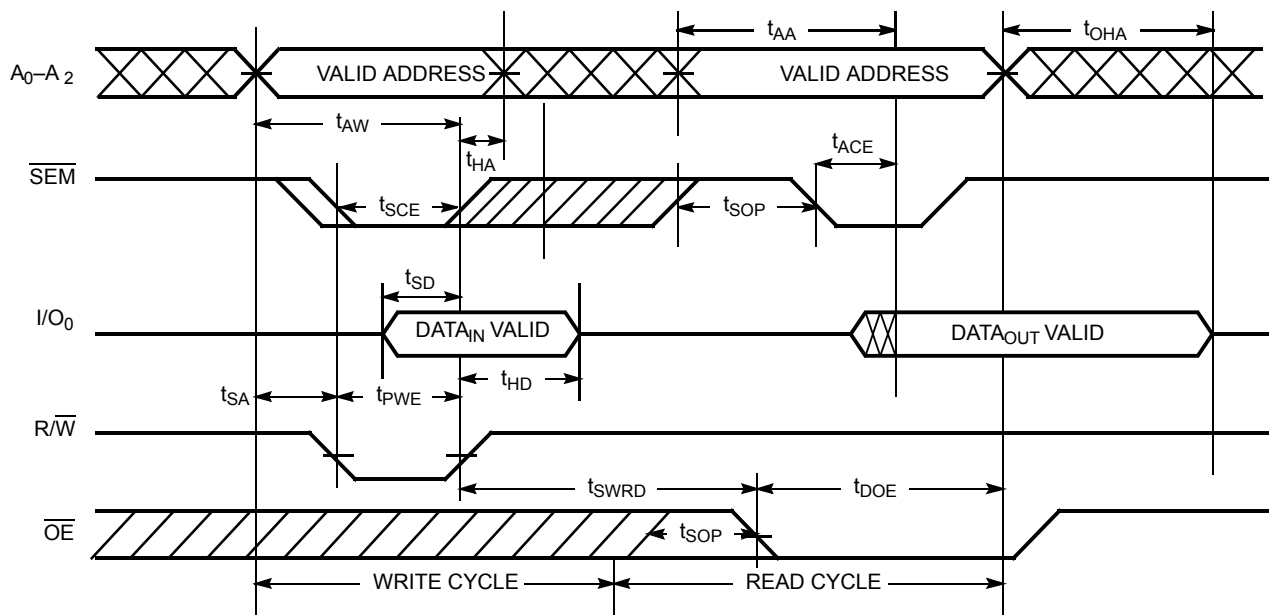 tAA tOHA
A0–A 2 VALID ADDRESS VALID ADDRESS
tAW
tHA tACE
SEM
tSCE tSOP
tSD
I/O0 DATAIN VALID DATAOUT VALID
tHD
tSA tPWE
R/W
tSWRD tDOE
OE tSOP
WRITE CYCLE READ CYCLE